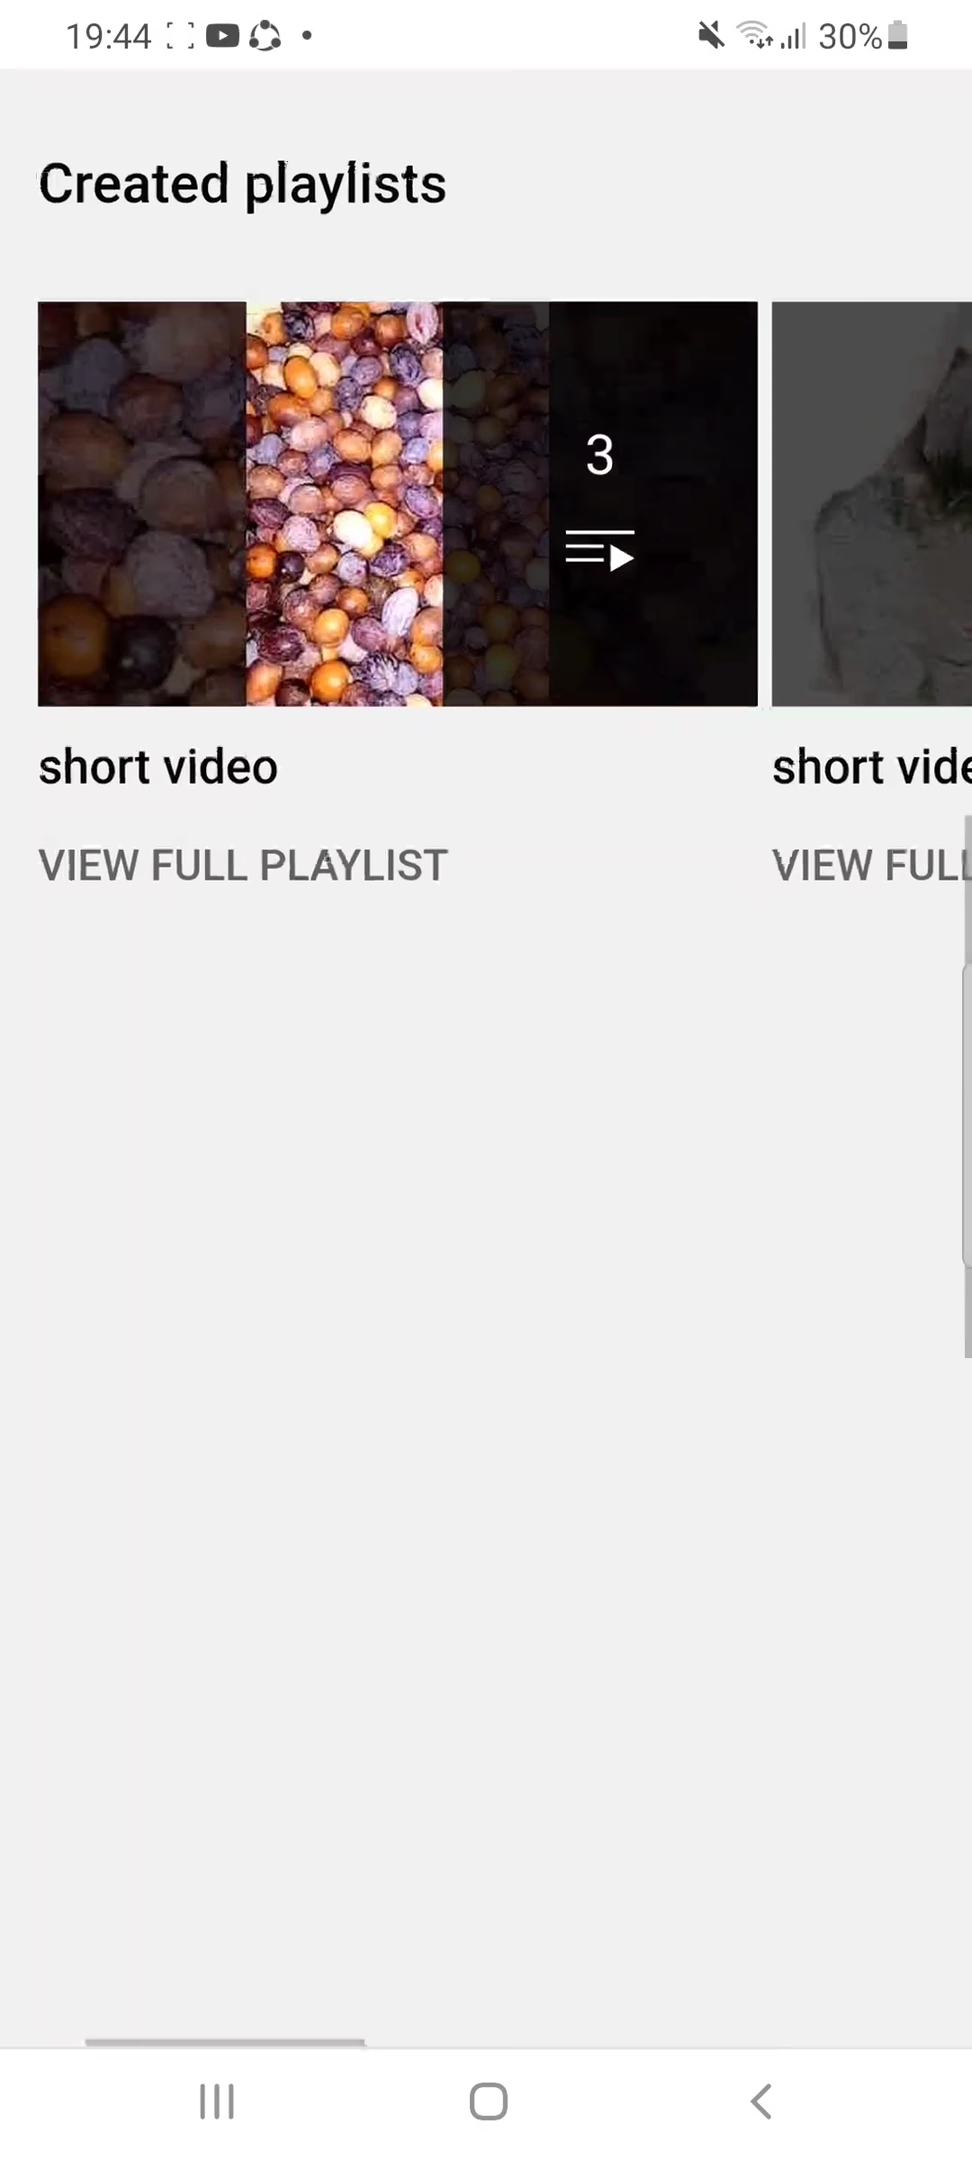 19:44
30%
Created playlists
3
short video
short vide
VIEW FULL PLAYLIST
VIEW FULL